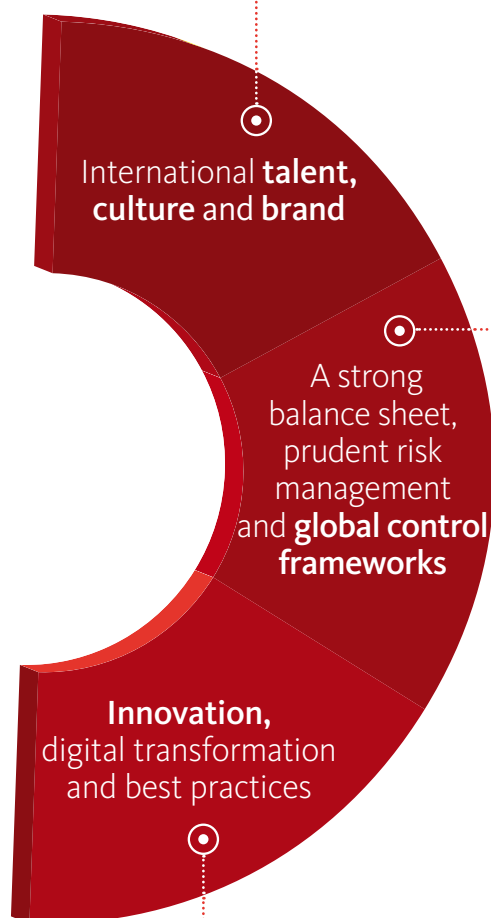 International talent,
culture and brand
A strong
balance sheet,
prudent risk
management
and global control
frameworks
Innovation,
digital transformation
and best practices